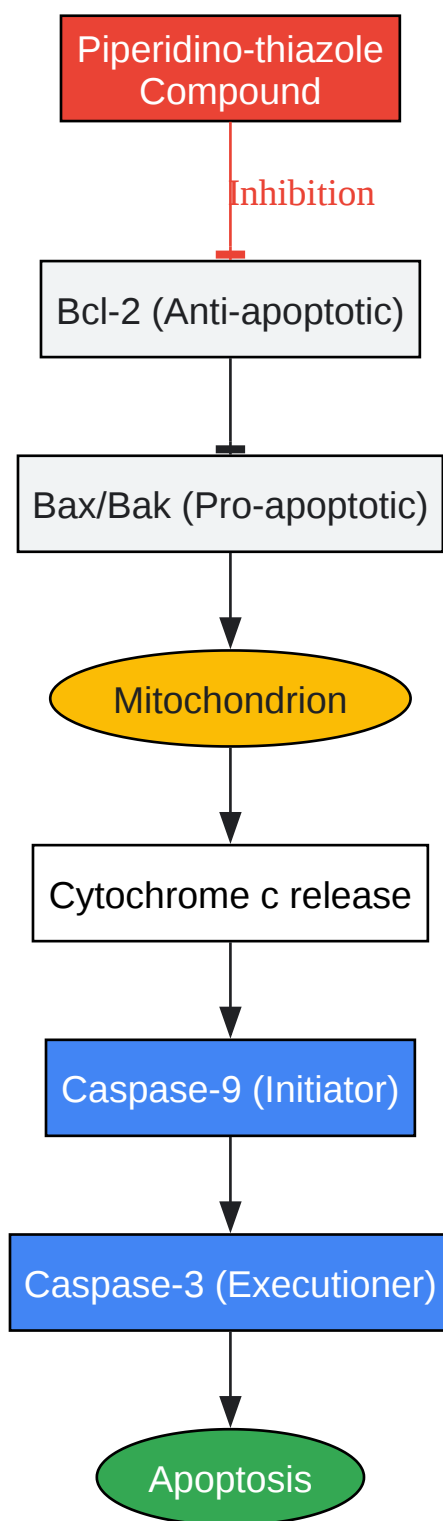 Piperidino-thiazole
Compound
Inhibition
Bcl-2 (Anti-apoptotic)
Bax/Bak (Pro-apoptotic)
Mitochondrion
Cytochrome c release
Caspase-9 (Initiator)
Caspase-3 (Executioner)
Apoptosis